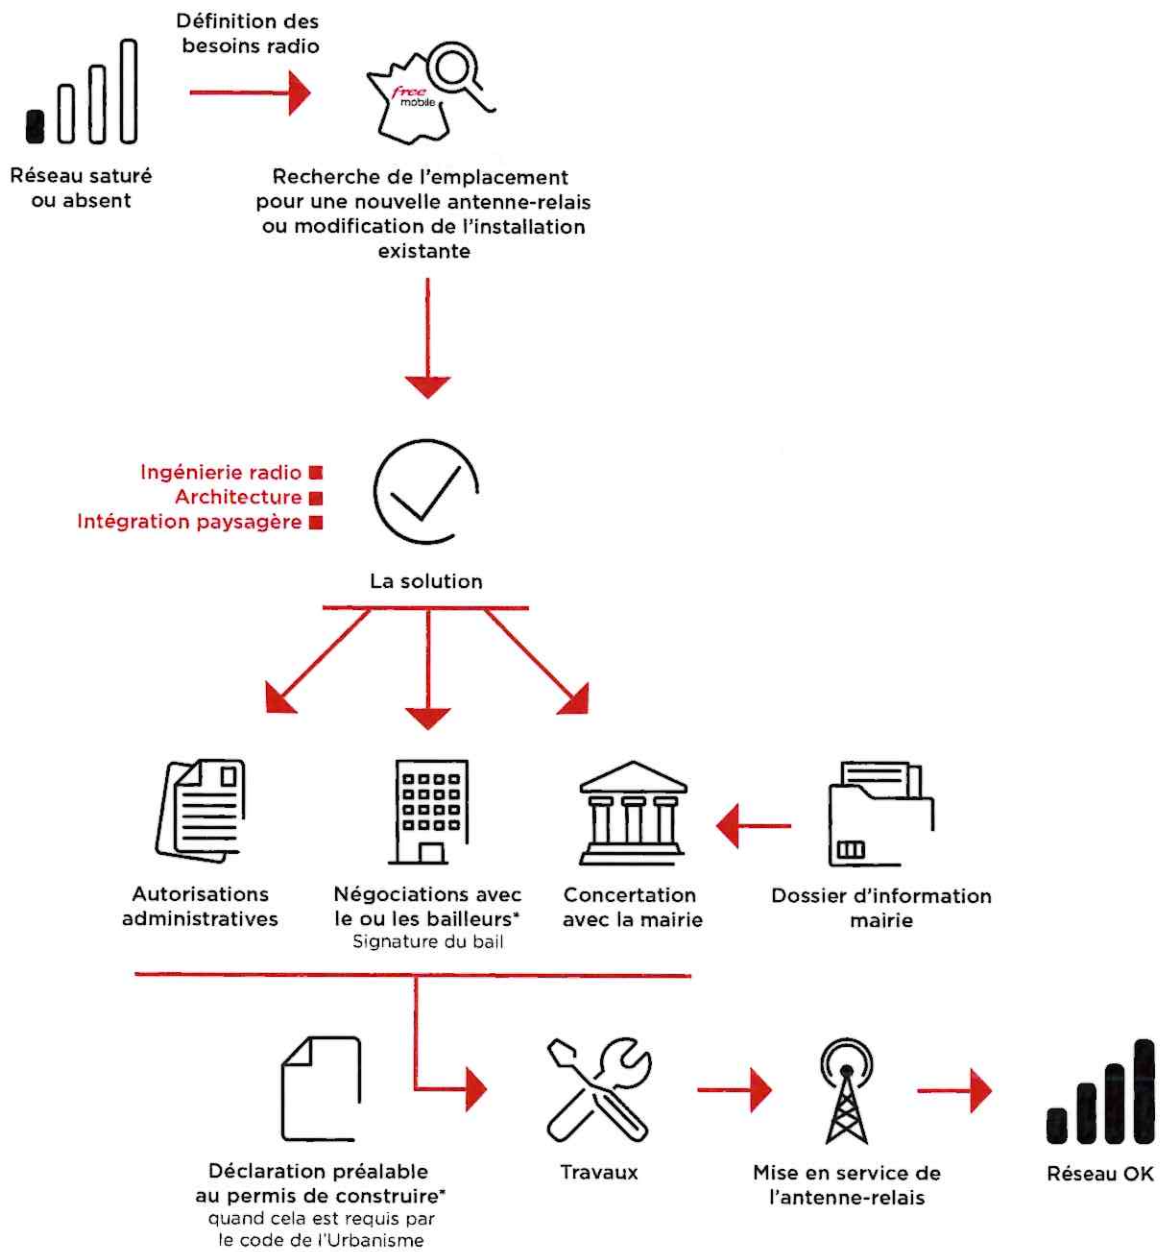 Définition des
besoins radio
free
mobile
Réseau saturé
ou absent
Recherche de l'emplacement
pour une nouvelle antenne-relais
ou modification de l'installation
existante
Ingénierie radio
Architecture
Intégration paysagère
La solution
Autorisations
administratives
Négociations avec
le ou les bailleurs*
Signature du bail
Concertation
avec la mairie
Dossier d'information
mairie
Déclaration préalable
au permis de construire*
quand cela est requis par
le code de l'Urbanisme
Travaux
Mise en service de
l'antenne-relais
Réseau OK